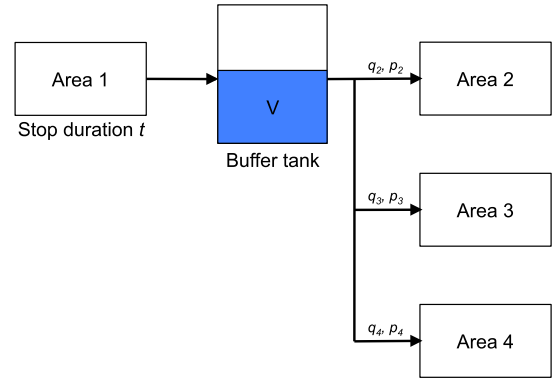 Area 1
Stop duration t
V
Buffer tank
q2, p2
Area 2
q3, p3
Area 3
q4, p4
Area 4